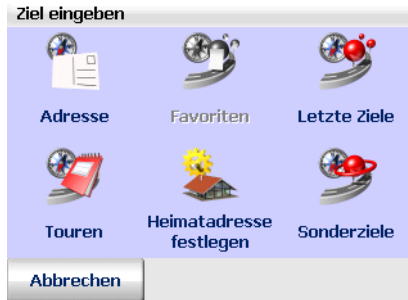 Ziel eingeben
Adresse
Favoriten
Letzte Ziele
Touren
Heimatadresse
festlegen
Sonderziele
Abbrechen